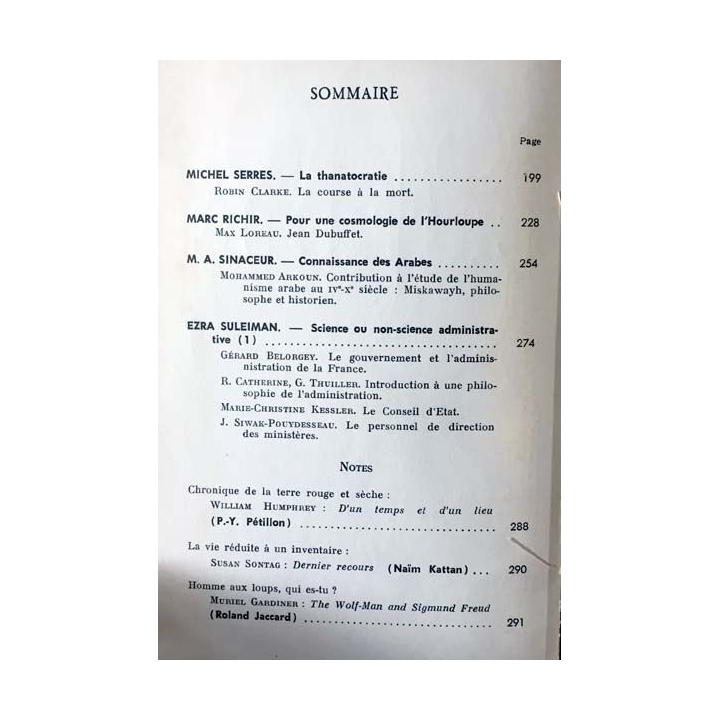 SOMMAIRE
Page
MICHEL SERRES. — La thanatocratie ................. 199
ROBIN CLARKE. La course à la mort.
MARC RICHIR. — Pour une cosmologie de l'Hourloupe .. 228
MAX LOREAU. Jean Dubuffet.
M. A. SINACEUR. — Connaissance des Arabes .......... 254
MOHAMMED ARKOUN. Contribution à l'étude de l'huma-
nisme arabe au IVe-Xe siècle : Miskawayh, philo-
sophe et historien.
EZRA SULEIMAN. — Science ou non-science administra-
tive (1) ...................................... 274
GÉRARD BELORGEY. Le gouvernement et l'adminis-
nistration de la France.
R. CATHERINE, G. THUILLER. Introduction à une philo-
sophie de l'administration.
MARIE-CHRISTINE KESSLER. Le Conseil d'Etat.
J. SIWAK-POUYDESSEAU. Le personnel de direction
des ministères.
NOTES
Chronique de la terre rouge et sèche :
WILLIAM HUMPHREY : D'un temps et d'un lieu
(P.-Y. Pétillon) ................................ 288
La vie réduite à un inventaire :
SUSAN SONTAG : Dernier recours (Naïm Kattan) ... 290
Homme aux loups, qui es-tu ?
MURIEL GARDINER : The Wolf-Man and Sigmund Freud
(Roland Jaccard) ............................... 291